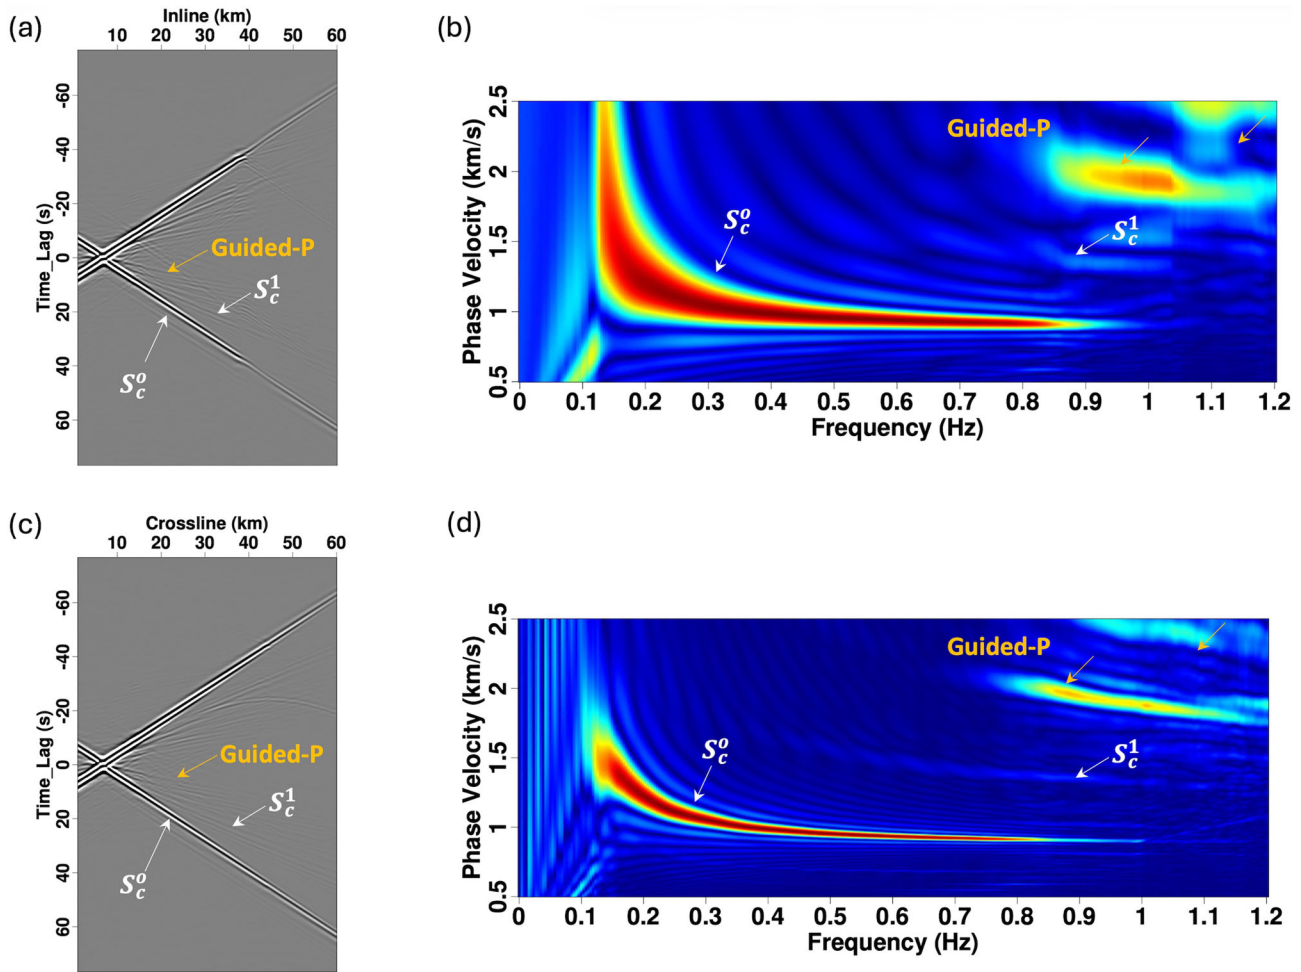 (a)
Inline (km)
10 20 30 40 50 60
Time_Lag (s)
-60
-40
-20
0
20
40
60
Guided-P
S_c^1
S_c^o
(b)
Phase Velocity (km/s)
2.5
2
1.5
1
0.5
Guided-P
S_c^o
S_c^1
0 0.1 0.2 0.3 0.4 0.5 0.6 0.7 0.8 0.9 1 1.1 1.2
Frequency (Hz)
(c)
Crossline (km)
10 20 30 40 50 60
Time_Lag (s)
-60
-40
-20
0
20
40
60
Guided-P
S_c^1
S_c^o
(d)
Phase Velocity (km/s)
2.5
2
1.5
1
0.5
Guided-P
S_c^o
S_c^1
0 0.1 0.2 0.3 0.4 0.5 0.6 0.7 0.8 0.9 1 1.1 1.2
Frequency (Hz)